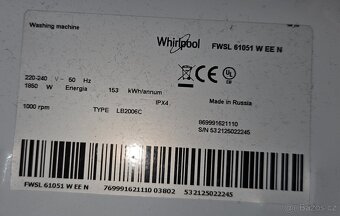 Washing machine
Whirlpool FWSL 61051 W EE N
220-240 V~ 50 Hz
1850 W Energia 153 kWh/annum
IPX4 Made in Russia
1000 rpm TYPE LB2006C
869991621110
S/N 532125022245
FWSL 61051 W EE N 769991621110 03802 532125022245